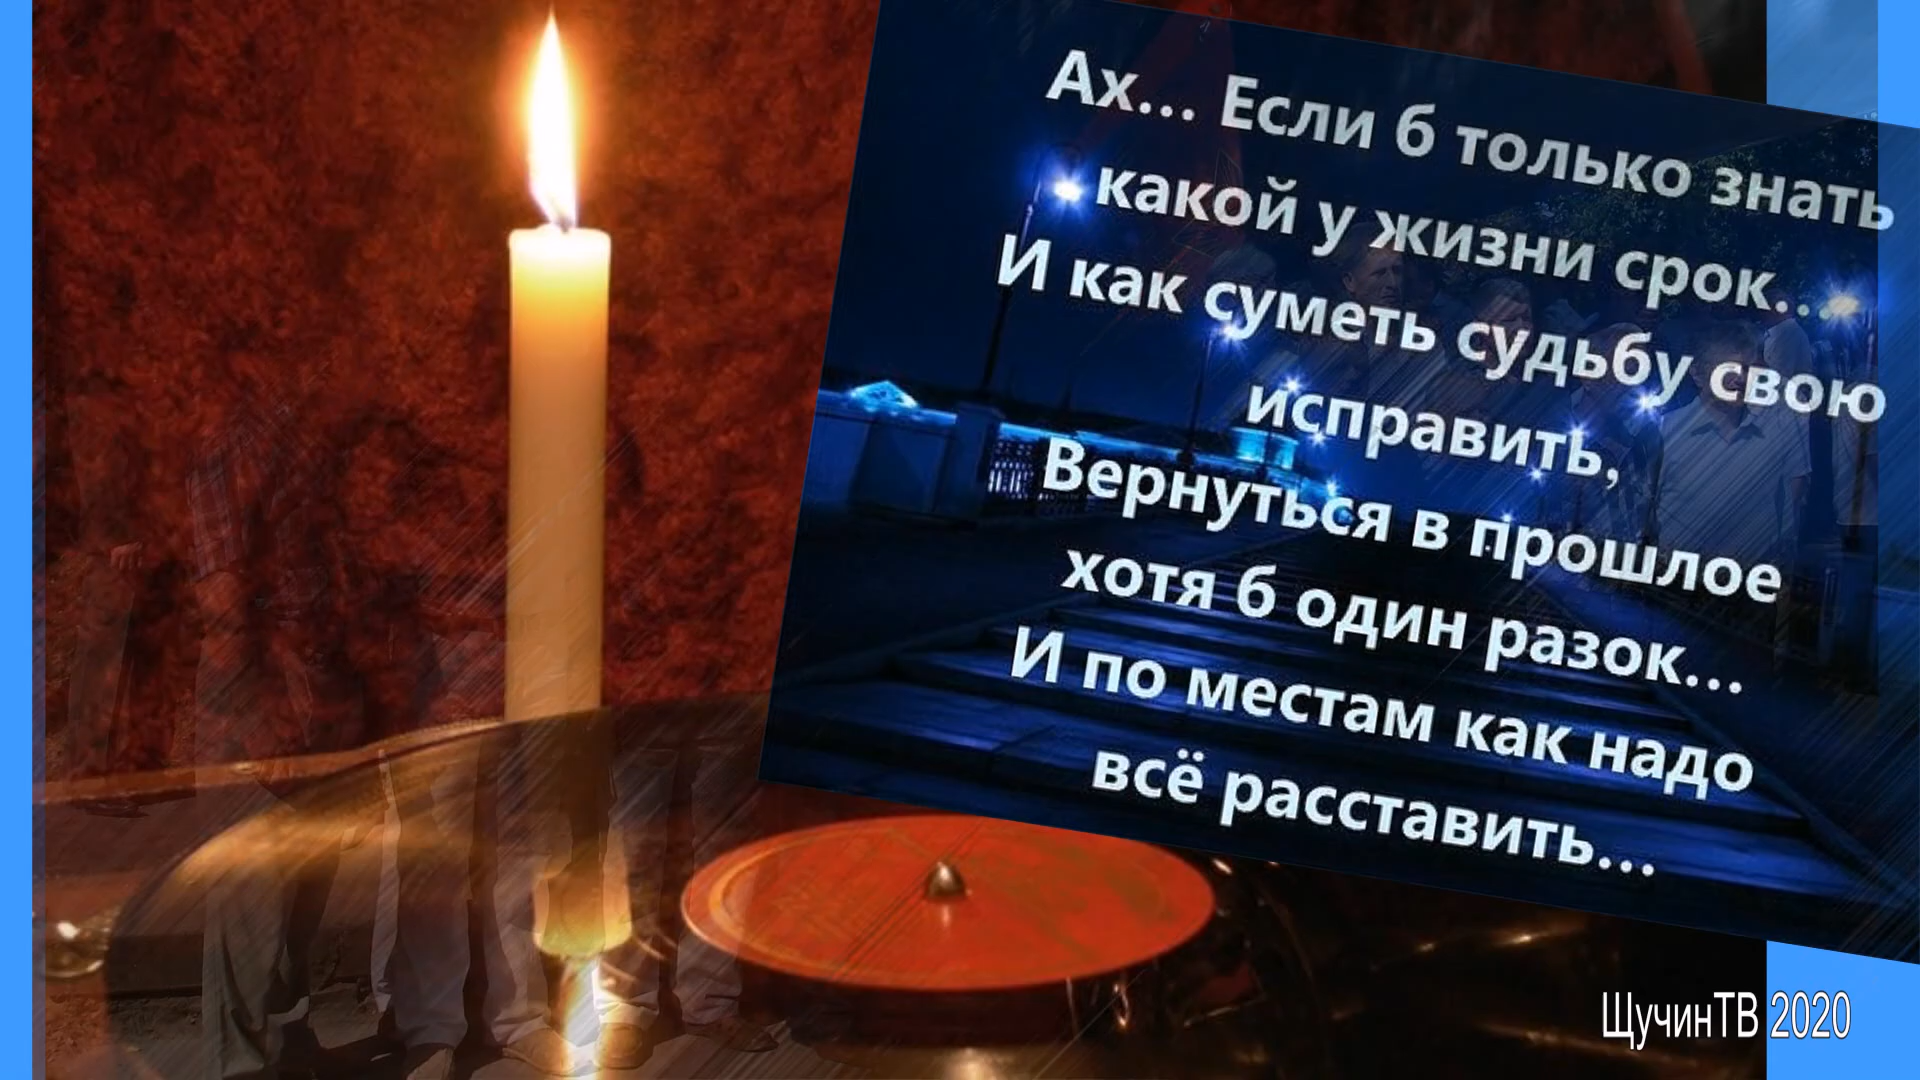 Ах... Если б только знать
какой у жизни срок...
И как суметь судьбу свою
исправить,
Вернуться в прошлое
хотя б один разок...
И по местам как надо
всё расставить...
ЩучинТВ 2020